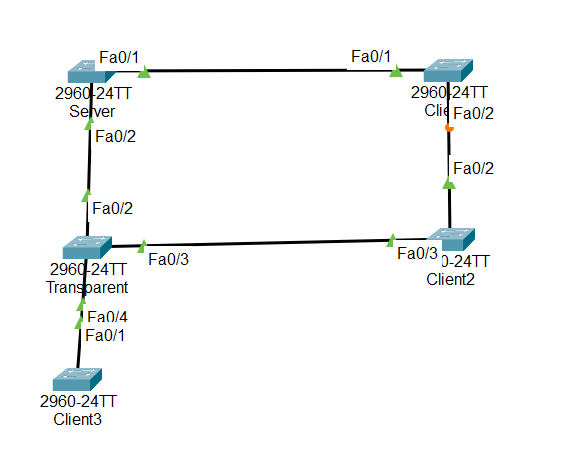 Fa0/1
Fa0/1
2960-24TT
Server
2960-24TT
Fa0/2
Fa0/2
Fa0/2
Fa0/2
2960-24TT
Transparent
Fa0/3
Fa0/3
0-24TT
Client2
Fa0/4
Fa0/1
2960-24TT
Client3